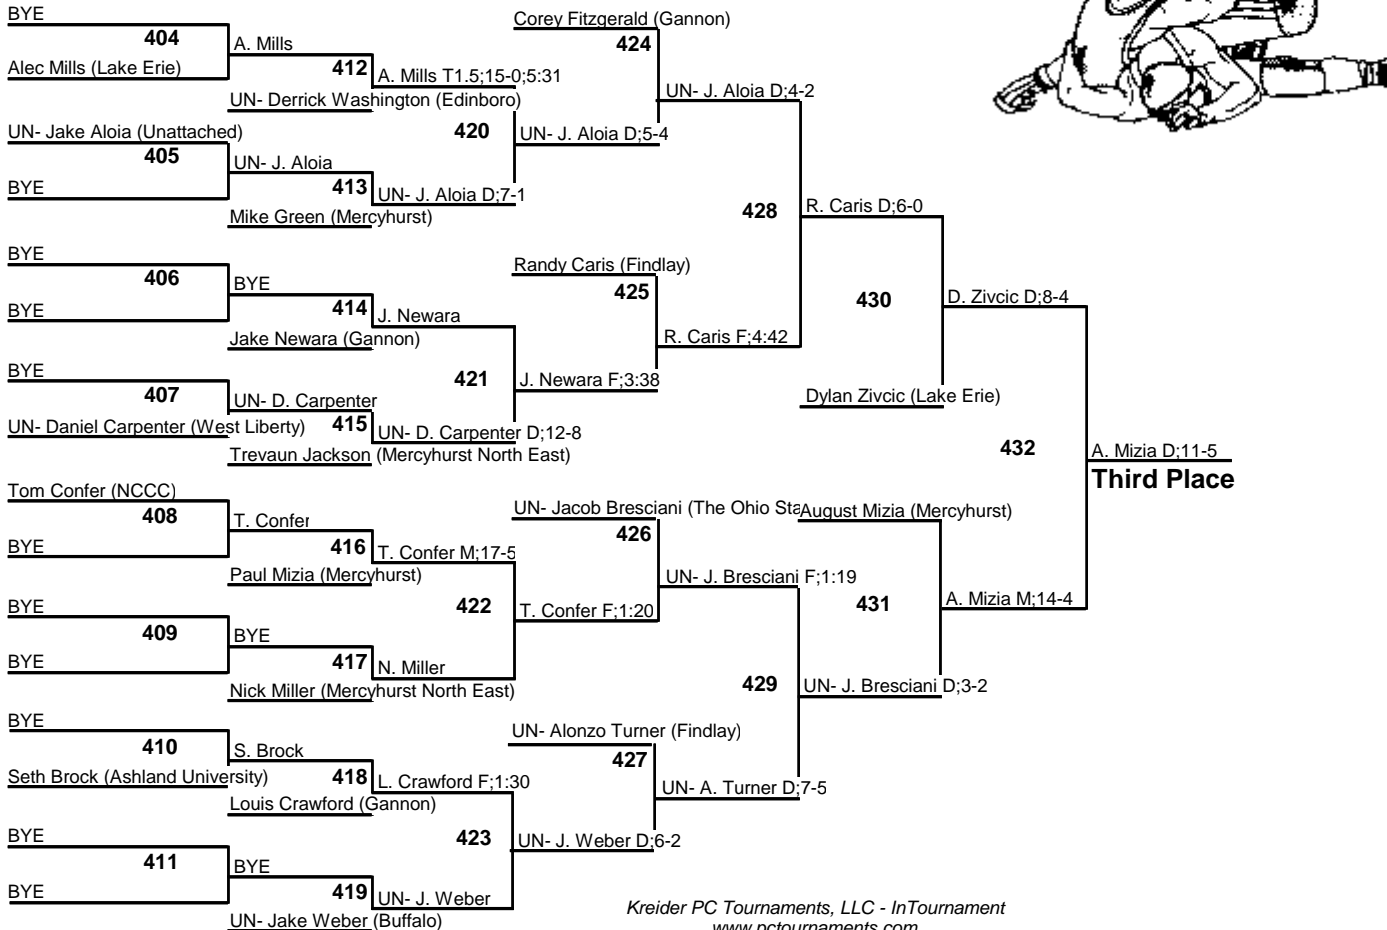 BYE
404
Alec Mills (Lake Erie)
A. Mills
412
UN- Derrick Washington (Edinboro)
A. Mills T1.5;15-0;5:31
UN- Jake Aloia (Unattached)
405
BYE
UN- J. Aloia
413
Mike Green (Mercyhurst)
UN- J. Aloia D;7-1
420
UN- J. Aloia D;5-4
Corey Fitzgerald (Gannon)
424
UN- J. Aloia D;4-2
BYE
406
BYE
BYE
414
Jake Newara (Gannon)
J. Newara
BYE
407
UN- Daniel Carpenter (West Liberty)
UN- D. Carpenter
415
Trevaun Jackson (Mercyhurst North East)
UN- D. Carpenter D;12-8
421
J. Newara F;3:38
Randy Caris (Findlay)
425
R. Caris F;4:42
428
R. Caris D;6-0
430
Dylan Zivcic (Lake Erie)
D. Zivcic D;8-4
Tom Confer (NCCC)
408
BYE
T. Confer
416
Paul Mizia (Mercyhurst)
T. Confer M;17-5
BYE
409
BYE
BYE
417
Nick Miller (Mercyhurst North East)
N. Miller
422
T. Confer F;1:20
UN- Jacob Bresciani (The Ohio Sta
426
UN- J. Bresciani F;1:19
BYE
410
Seth Brock (Ashland University)
S. Brock
418
Louis Crawford (Gannon)
L. Crawford F;1:30
BYE
411
BYE
BYE
419
UN- Jake Weber (Buffalo)
UN- J. Weber
423
UN- J. Weber D;6-2
UN- Alonzo Turner (Findlay)
427
UN- A. Turner D;7-5
429
UN- J. Bresciani D;3-2
August Mizia (Mercyhurst)
431
A. Mizia M;14-4
432
A. Mizia D;11-5
Third Place
Kreider PC Tournaments, LLC - InTournament
www.pctournaments.com